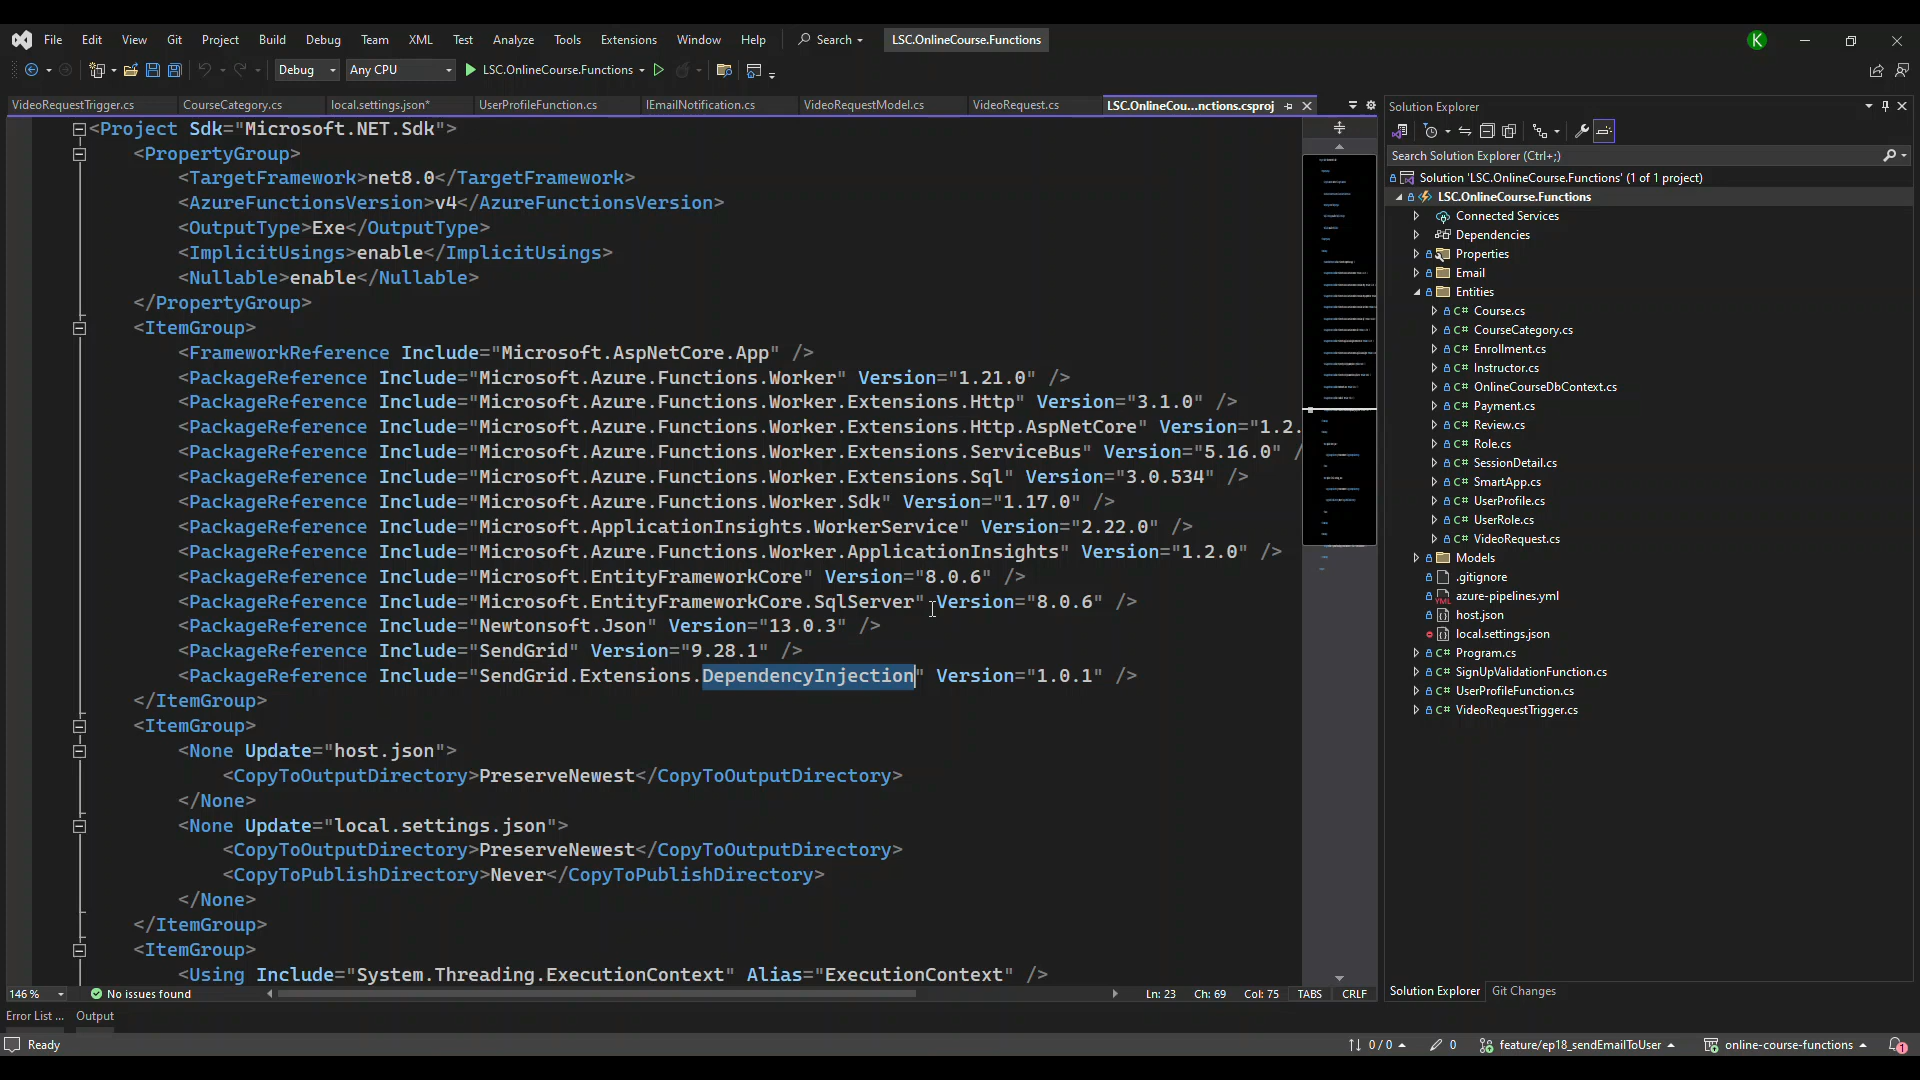 File Edit View Git Project Build Debug Team XML Test Analyze Tools Extensions Window Help Search LSC.OnlineCourse.Functions K
Debug Any CPU LSC.OnlineCourse.Functions
VideoRequestTrigger.cs CourseCategory.cs local.settings.json* UserProfileFunction.cs IEmailNotification.cs VideoRequestModel.cs VideoRequest.cs LSC.OnlineCou...nctions.csproj
<Project Sdk="Microsoft.NET.Sdk">
<PropertyGroup>
<TargetFramework>net8.0</TargetFramework>
<AzureFunctionsVersion>v4</AzureFunctionsVersion>
<OutputType>Exe</OutputType>
<ImplicitUsings>enable</ImplicitUsings>
<Nullable>enable</Nullable>
</PropertyGroup>
<ItemGroup>
<FrameworkReference Include="Microsoft.AspNetCore.App" />
<PackageReference Include="Microsoft.Azure.Functions.Worker" Version="1.21.0" />
<PackageReference Include="Microsoft.Azure.Functions.Worker.Extensions.Http" Version="3.1.0" />
<PackageReference Include="Microsoft.Azure.Functions.Worker.Extensions.Http.AspNetCore" Version="1.2.
<PackageReference Include="Microsoft.Azure.Functions.Worker.Extensions.ServiceBus" Version="5.16.0" /
<PackageReference Include="Microsoft.Azure.Functions.Worker.Extensions.Sql" Version="3.0.534" />
<PackageReference Include="Microsoft.Azure.Functions.Worker.Sdk" Version="1.17.0" />
<PackageReference Include="Microsoft.ApplicationInsights.WorkerService" Version="2.22.0" />
<PackageReference Include="Microsoft.Azure.Functions.Worker.ApplicationInsights" Version="1.2.0" />
<PackageReference Include="Microsoft.EntityFrameworkCore" Version="8.0.6" />
<PackageReference Include="Microsoft.EntityFrameworkCore.SqlServer" Version="8.0.6" />
<PackageReference Include="Newtonsoft.Json" Version="13.0.3" />
<PackageReference Include="SendGrid" Version="9.28.1" />
<PackageReference Include="SendGrid.Extensions.DependencyInjection" Version="1.0.1" />
</ItemGroup>
<ItemGroup>
<None Update="host.json">
<CopyToOutputDirectory>PreserveNewest</CopyToOutputDirectory>
</None>
<None Update="local.settings.json">
<CopyToOutputDirectory>PreserveNewest</CopyToOutputDirectory>
<CopyToPublishDirectory>Never</CopyToPublishDirectory>
</None>
</ItemGroup>
<ItemGroup>
<Using Include="System.Threading.ExecutionContext" Alias="ExecutionContext" />
146 % No issues found Ln: 23 Ch: 69 Col: 75 TABS CRLF
Error List ... Output
Solution Explorer
Search Solution Explorer (Ctrl+;)
Solution 'LSC.OnlineCourse.Functions' (1 of 1 project)
LSC.OnlineCourse.Functions
Connected Services
Dependencies
Properties
Email
Entities
C# Course.cs
C# CourseCategory.cs
C# Enrollment.cs
C# Instructor.cs
C# OnlineCourseDbContext.cs
C# Payment.cs
C# Review.cs
C# Role.cs
C# SessionDetail.cs
C# SmartApp.cs
C# UserProfile.cs
C# UserRole.cs
C# VideoRequest.cs
Models
.gitignore
YML azure-pipelines.yml
host.json
local.settings.json
C# Program.cs
C# SignUpValidationFunction.cs
C# UserProfileFunction.cs
C# VideoRequestTrigger.cs
Solution Explorer Git Changes
Ready 0 / 0 0 feature/ep18_sendEmailToUser online-course-functions 1